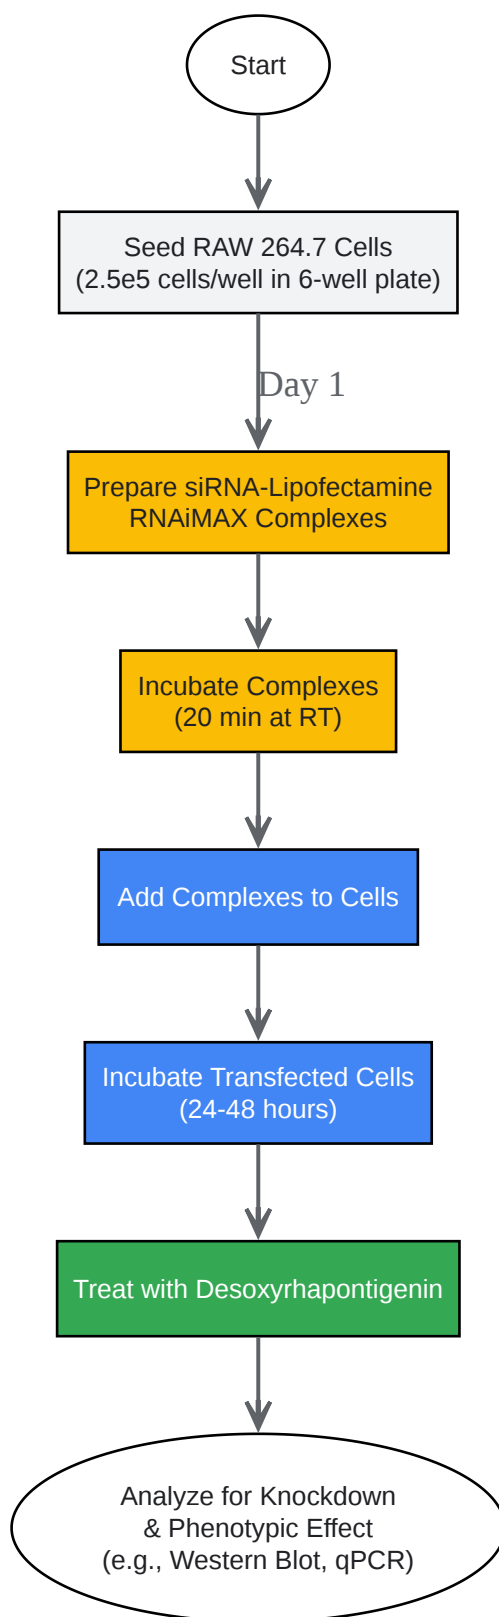 Start
Seed RAW 264.7 Cells
(2.5e5 cells/well in 6-well plate)
Day 1
Prepare siRNA-Lipofectamine
RNAiMAX Complexes
Incubate Complexes
(20 min at RT)
Add Complexes to Cells
Incubate Transfected Cells
(24-48 hours)
Treat with Desoxyrhapontigenin
Analyze for Knockdown
& Phenotypic Effect
(e.g., Western Blot, qPCR)